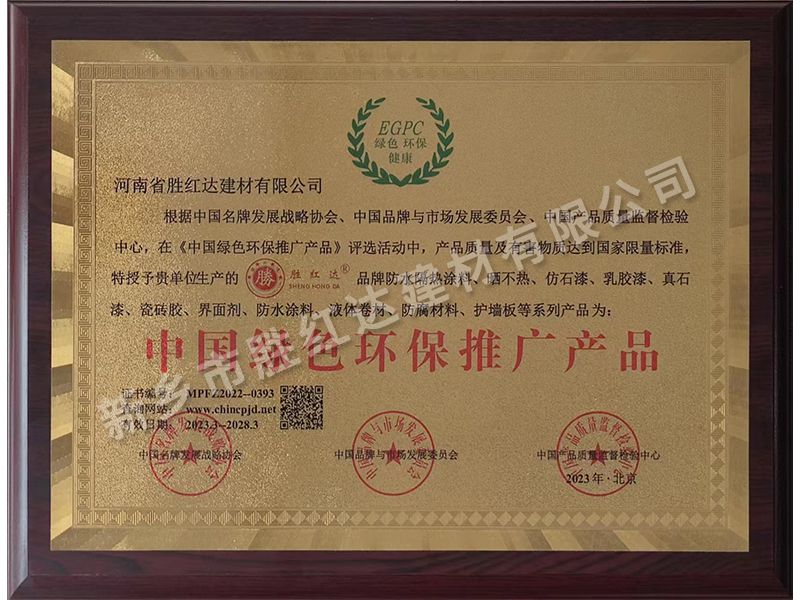 EGPC
绿色 环保
健康
河南省胜红达建材有限公司
根据中国名牌发展战略协会、中国品牌与市场发展委员会、中国产品质量监督检验
中心，在《中国绿色环保推广产品》评选活动中，产品质量及有害物质达到国家限量标准，
特授予贵单位生产的 勝 胜红达® 品牌防水隔热涂料、晒不热、仿石漆、乳胶漆、真石
SHENG HONG DA
漆、瓷砖胶、界面剂、防水涂料、液体卷材、防腐材料、护墙板等系列产品为：
中国绿色环保推广产品
证书编号： MPFZ2022--0393
查询网站： www.chincpjd.net
有效日期： 2023.3--2028.3
中国名牌发展战略协会
中国品牌与市场发展委员会
中国产品质量监督检验中心
2023年·北京
新乡市胜红达建材有限公司